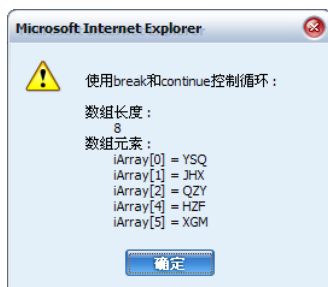 Microsoft Internet Explorer
使用break和continue控制循环：
数组长度：
8
数组元素：
iArray[0] = YSQ
iArray[1] = JHX
iArray[2] = QZY
iArray[4] = HZF
iArray[5] = XGM
确定